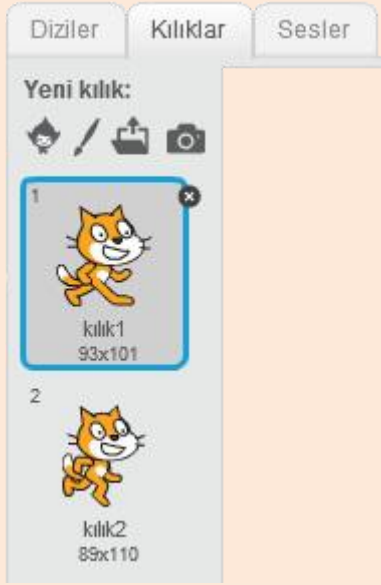 Diziler Kılıklar Sesler
Yeni kılık:
1
kılık1
93x101
2
kılık2
89x110